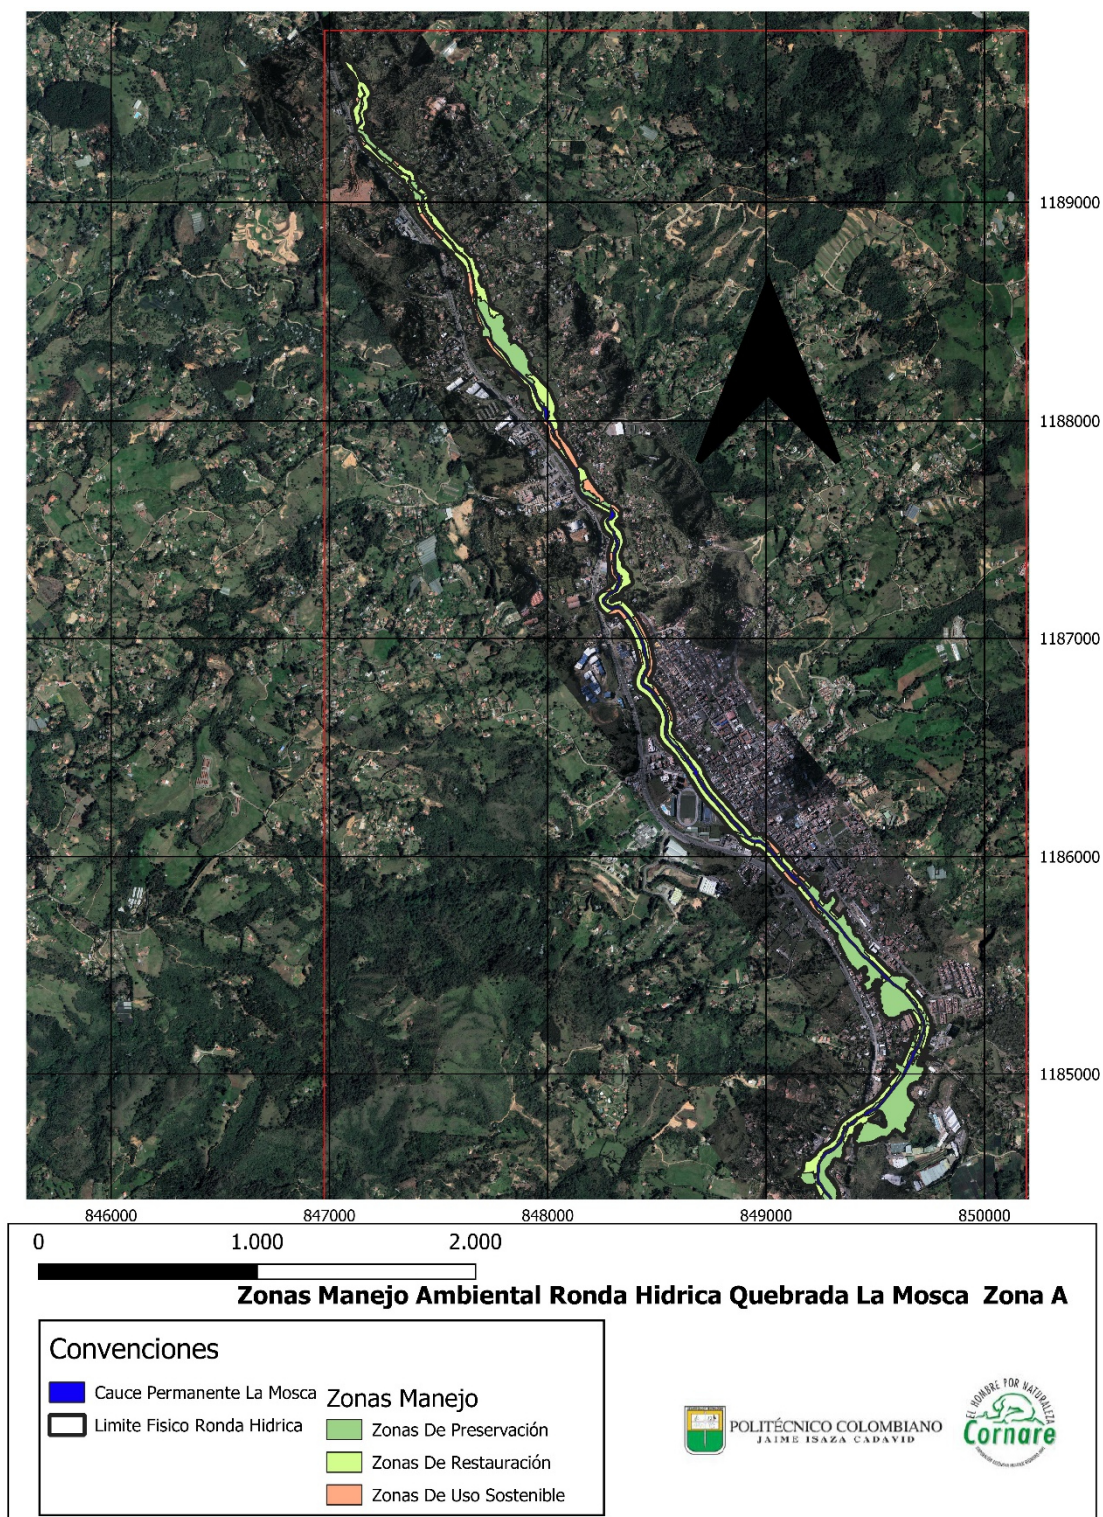 1189000
1188000
1187000
1186000
1185000
846000 847000 848000 849000 850000
0 1.000 2.000
Zonas Manejo Ambiental Ronda Hidrica Quebrada La Mosca Zona A
Convenciones
Cauce Permanente La Mosca
Limite Fisico Ronda Hidrica
Zonas Manejo
Zonas De Preservación
Zonas De Restauración
Zonas De Uso Sostenible
POLITÉCNICO COLOMBIANO
JAIME ISAZA CADAVID
EL HOMBRE POR NATURALEZA
Cornare